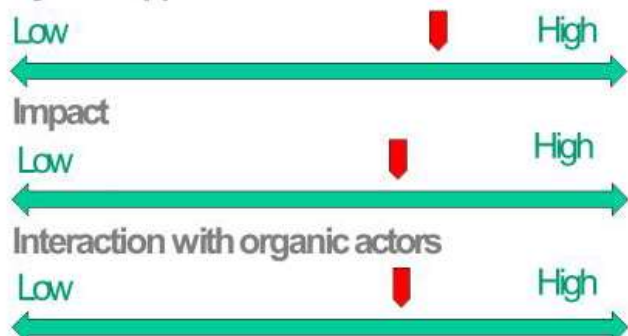 Low High
Impact
Low High
Interaction with organic actors
Low High